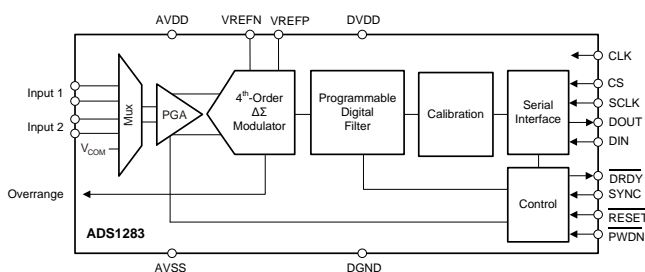 AVDD
VREFN
VREFP
DVDD
CLK
Input 1
Input 2
V_COM
Mux
PGA
4th-Order
ΔΣ
Modulator
Programmable
Digital
Filter
Calibration
Serial
Interface
CS
SCLK
DOUT
DIN
Overrange
Control
DRDY
SYNC
RESET
PWDN
ADS1283
AVSS
DGND